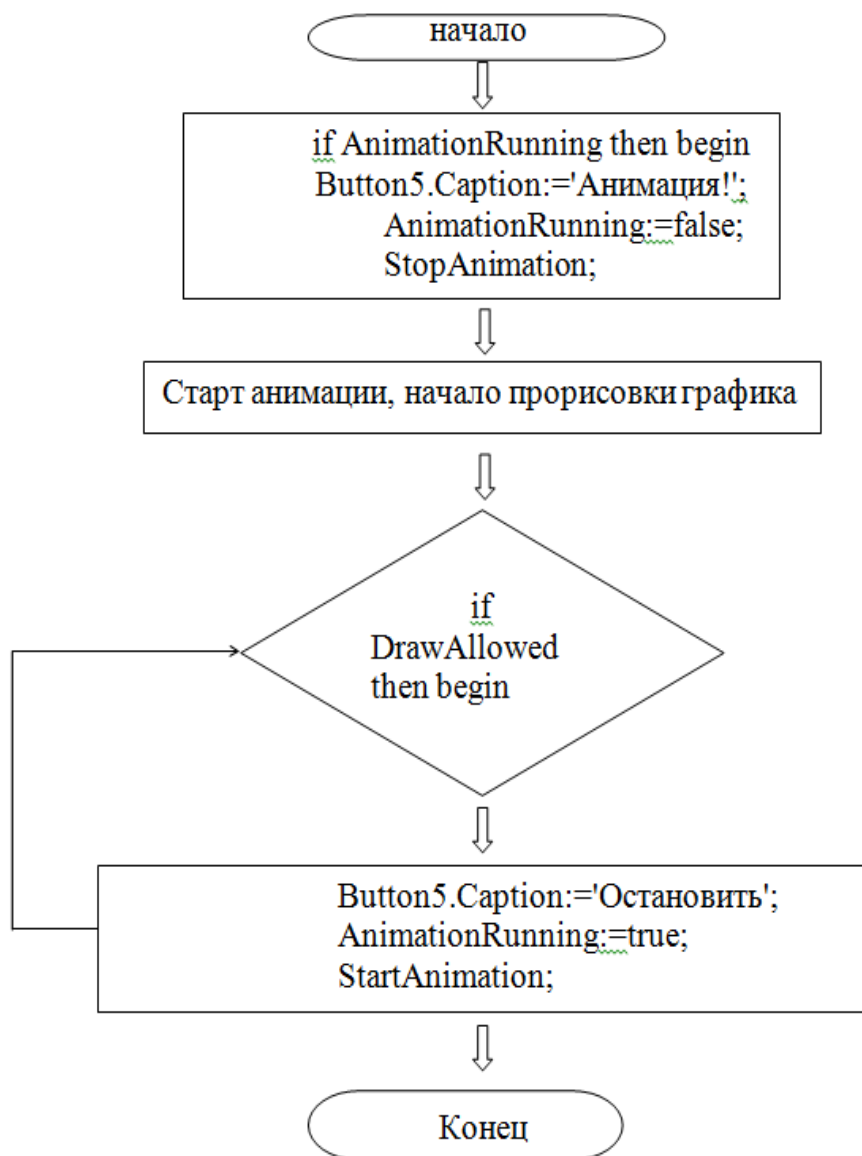 начало
if AnimationRunning then begin
Button5.Caption:='Анимация!';
AnimationRunning:=false;
StopAnimation;
Старт анимации, начало прорисовки графика
if
DrawAllowed
then begin
Button5.Caption:='Остановить';
AnimationRunning:=true;
StartAnimation;
Конец